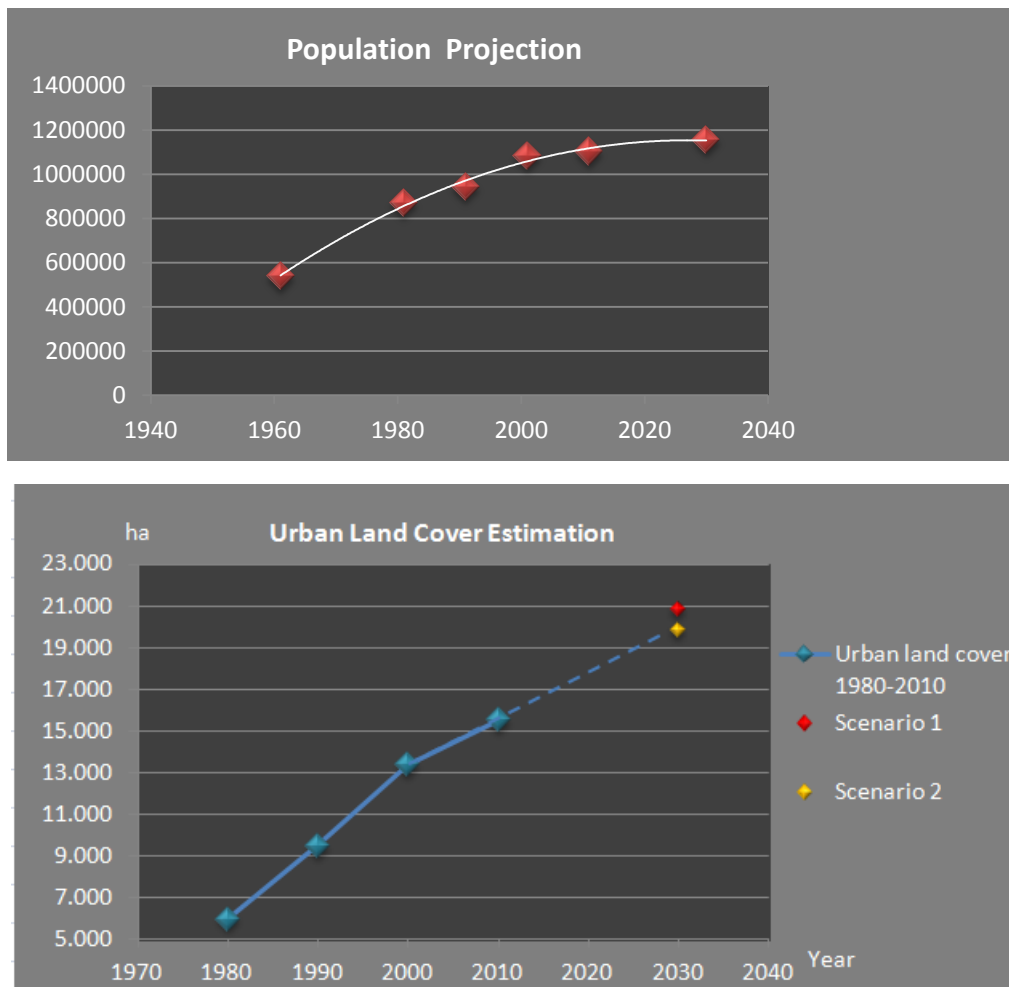 Population Projection
1400000
1200000
1000000
800000
600000
400000
200000
0
1940 1960 1980 2000 2020 2040
ha
Urban Land Cover Estimation
23.000
21.000
19.000
17.000
15.000
13.000
11.000
9.000
7.000
5.000
1970 1980 1990 2000 2010 2020 2030 2040
Year
Urban land cover
1980-2010
Scenario 1
Scenario 2